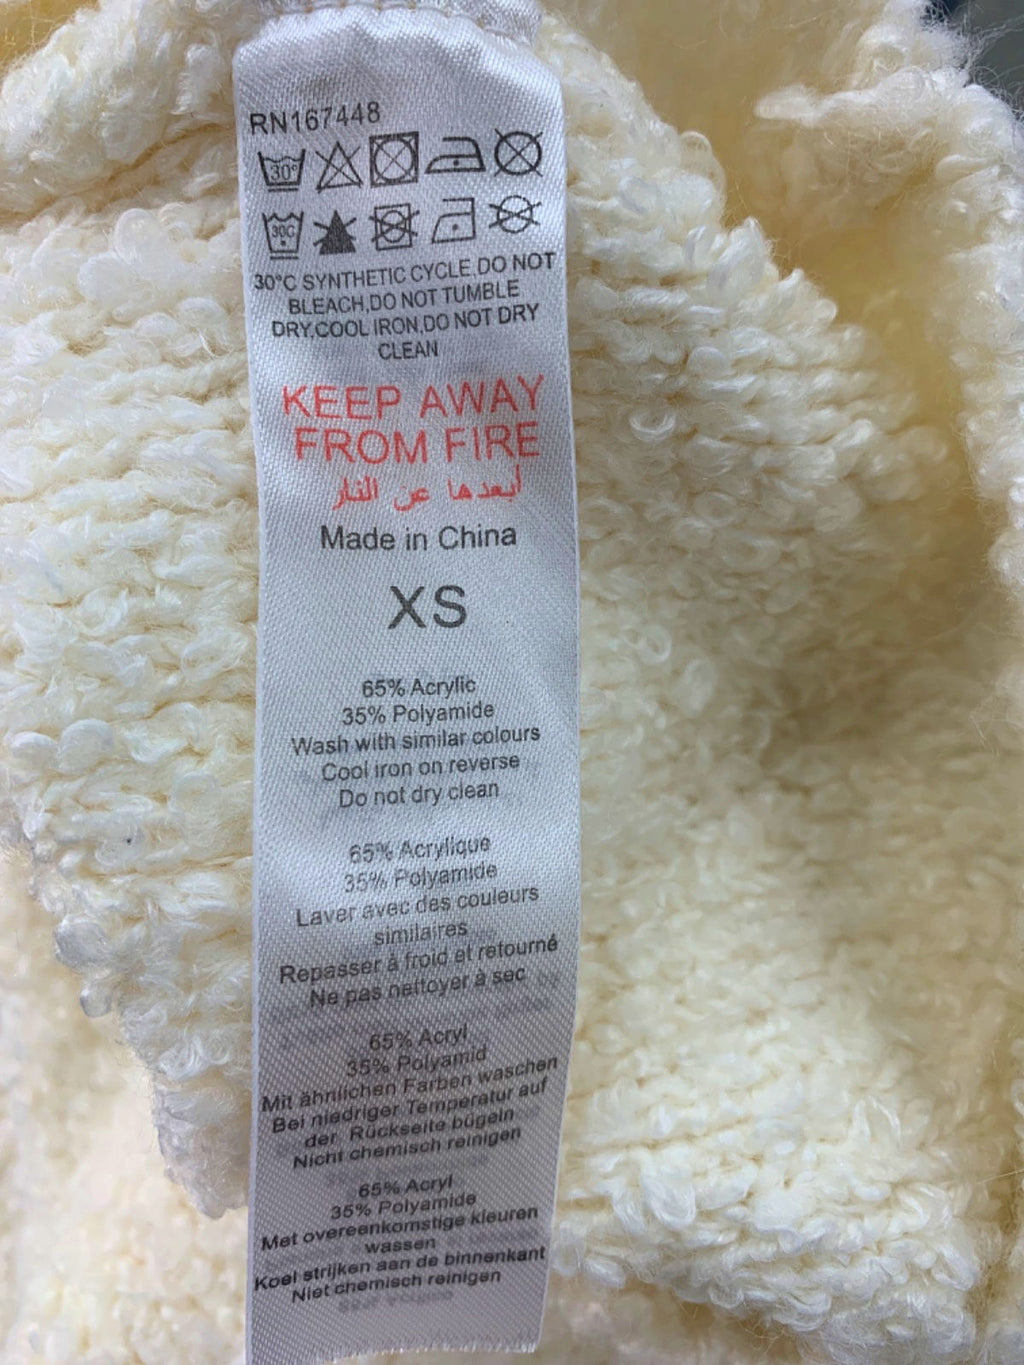 RN167448
30°
30C
30°C SYNTHETIC CYCLE,DO NOT
BLEACH,DO NOT TUMBLE
DRY,COOL IRON,DO NOT DRY
CLEAN
KEEP AWAY
FROM FIRE
أبعدها عن النار
Made in China
XS
65% Acrylic
35% Polyamide
Wash with similar colours
Cool iron on reverse
Do not dry clean
65% Acrylique
35% Polyamide
Laver avec des couleurs
similaires
Repasser à froid et retourné
Ne pas nettoyer à sec
65% Acryl
35% Polyamid
Mit ähnlichen Farben waschen
Bei niedriger Temperatur auf
der Rückseite bügeln
Nicht chemisch reinigen
65% Acryl
35% Polyamide
Met overeenkomstige kleuren
wassen
Koel strijken aan de binnenkant
Niet chemisch reinigen